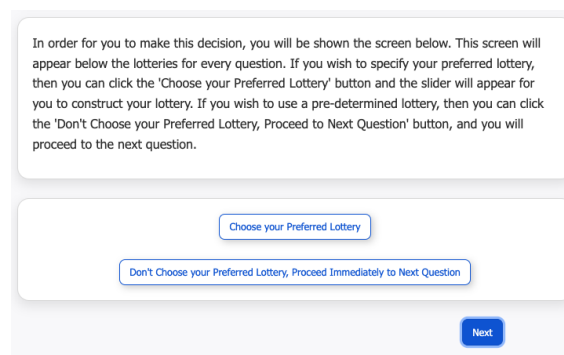 In order for you to make this decision, you will be shown the screen below. This screen will
appear below the lotteries for every question. If you wish to specify your preferred lottery,
then you can click the 'Choose your Preferred Lottery' button and the slider will appear for
you to construct your lottery. If you wish to use a pre-determined lottery, then you can click
the 'Don't Choose your Preferred Lottery, Proceed to Next Question' button, and you will
proceed to the next question.
Choose your Preferred Lottery
Don't Choose your Preferred Lottery, Proceed Immediately to Next Question
Next